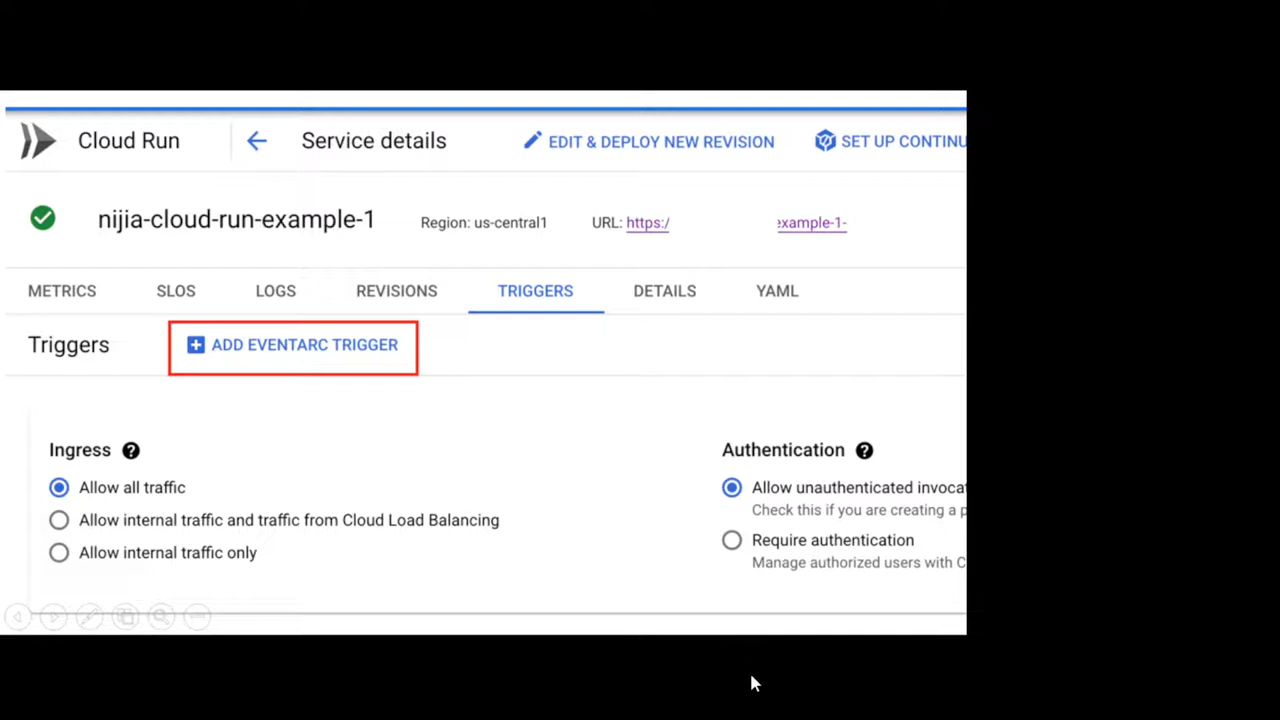 Cloud Run Service details EDIT & DEPLOY NEW REVISION SET UP CONTINU
nijia-cloud-run-example-1 Region: us-central1 URL: https:/ example-1-
METRICS SLOS LOGS REVISIONS TRIGGERS DETAILS YAML
Triggers ADD EVENTARC TRIGGER
Ingress ?
Allow all traffic
Allow internal traffic and traffic from Cloud Load Balancing
Allow internal traffic only
Authentication ?
Allow unauthenticated invocat
Check this if you are creating a p
Require authentication
Manage authorized users with C